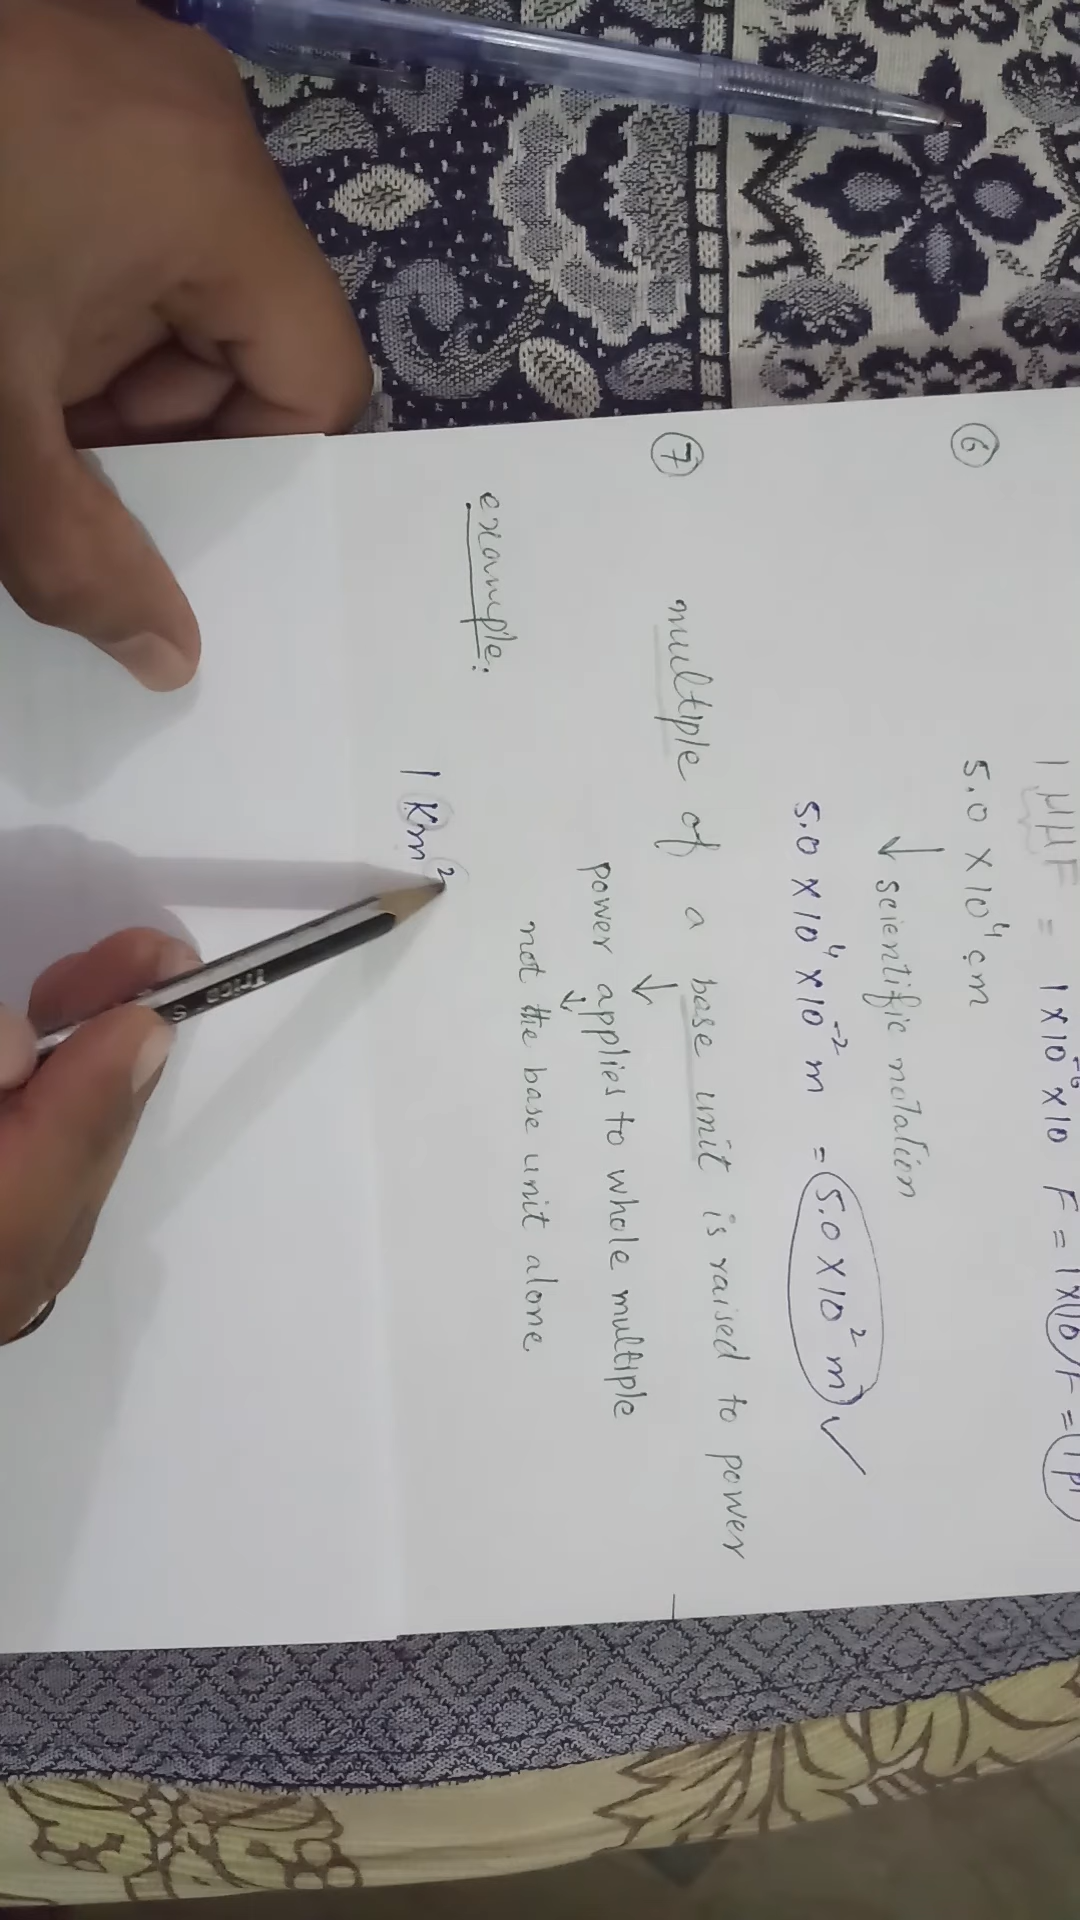 1 μμF = 1 × 10⁻⁶ × 10 F = 1 × 10 F = 1 p
⑥ 5.0 × 10⁴ cm
↓ scientific notation
5.0 × 10⁴ × 10⁻² m = 5.0 × 10² m ✓
⑦ multiple of a base unit is raised to power
↓
power applies to whole multiple
↓
not the base unit alone.
example:
1 Km²